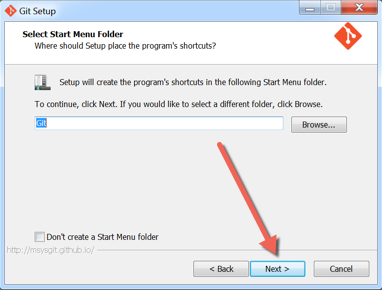 Git Setup
Select Start Menu Folder
Where should Setup place the program's shortcuts?
Setup will create the program's shortcuts in the following Start Menu folder.
To continue, click Next. If you would like to select a different folder, click Browse.
Git
Browse...
Don't create a Start Menu folder
http://msysgit.github.io/
< Back
Next >
Cancel